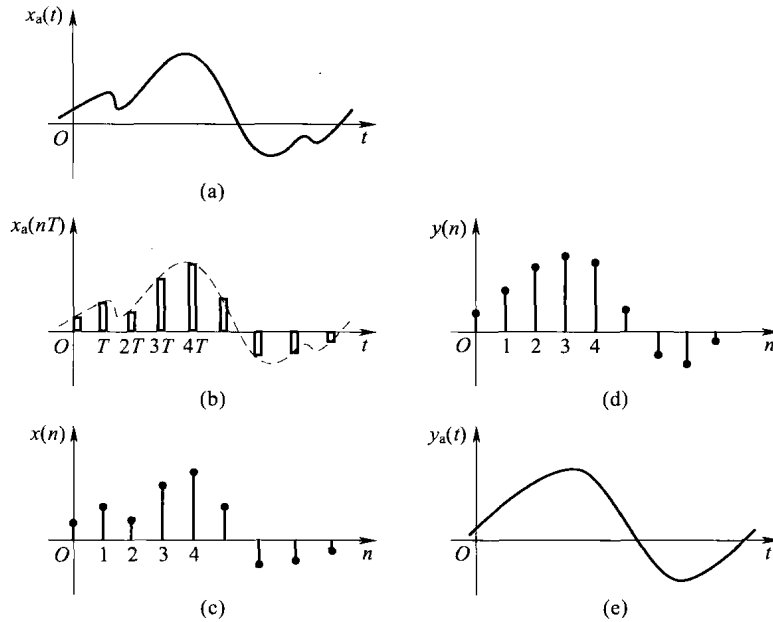 xa(t)
O t
(a)
xa(nT)
O T 2T 3T 4T t
(b)
x(n)
O 1 2 3 4 n
(c)
y(n)
O 1 2 3 4 n
(d)
ya(t)
O t
(e)